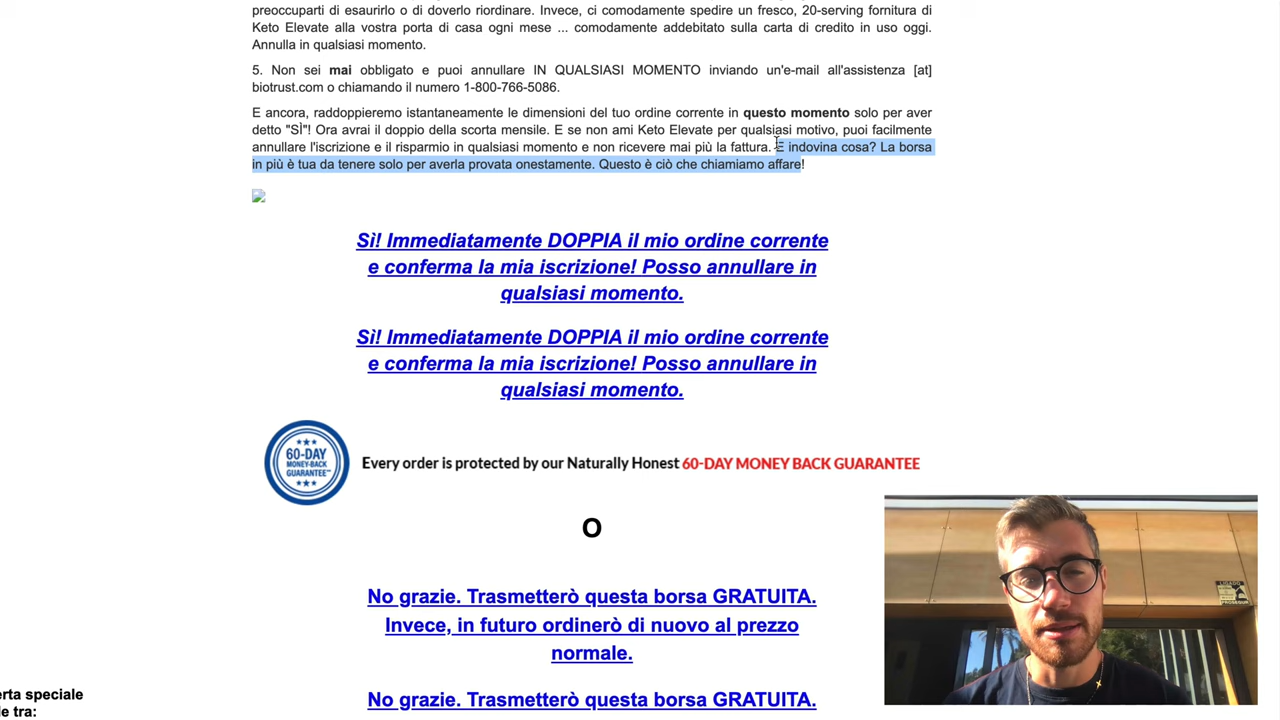 preoccuparti di esaurirlo o di doverlo riordinare. Invece, ci comodamente spedire un fresco, 20-serving fornitura di
Keto Elevate alla vostra porta di casa ogni mese ... comodamente addebitato sulla carta di credito in uso oggi.
Annulla in qualsiasi momento.
5. Non sei mai obbligato e puoi annullare IN QUALSIASI MOMENTO inviando un'e-mail all'assistenza [at]
biotrust.com o chiamando il numero 1-800-766-5086.
E ancora, raddoppieremo istantaneamente le dimensioni del tuo ordine corrente in questo momento solo per aver
detto "SÌ"! Ora avrai il doppio della scorta mensile. E se non ami Keto Elevate per qualsiasi motivo, puoi facilmente
annullare l'iscrizione e il risparmio in qualsiasi momento e non ricevere mai più la fattura. E indovina cosa? La borsa
in più è tua da tenere solo per averla provata onestamente. Questo è ciò che chiamiamo affare!
Sì! Immediatamente DOPPIA il mio ordine corrente
e conferma la mia iscrizione! Posso annullare in
qualsiasi momento.
Sì! Immediatamente DOPPIA il mio ordine corrente
e conferma la mia iscrizione! Posso annullare in
qualsiasi momento.
60-DAY
MONEY-BACK
GUARANTEE
Every order is protected by our Naturally Honest 60-DAY MONEY BACK GUARANTEE
O
No grazie. Trasmetterò questa borsa GRATUITA.
Invece, in futuro ordinerò di nuovo al prezzo
normale.
No grazie. Trasmetterò questa borsa GRATUITA.
erta speciale
le tra: